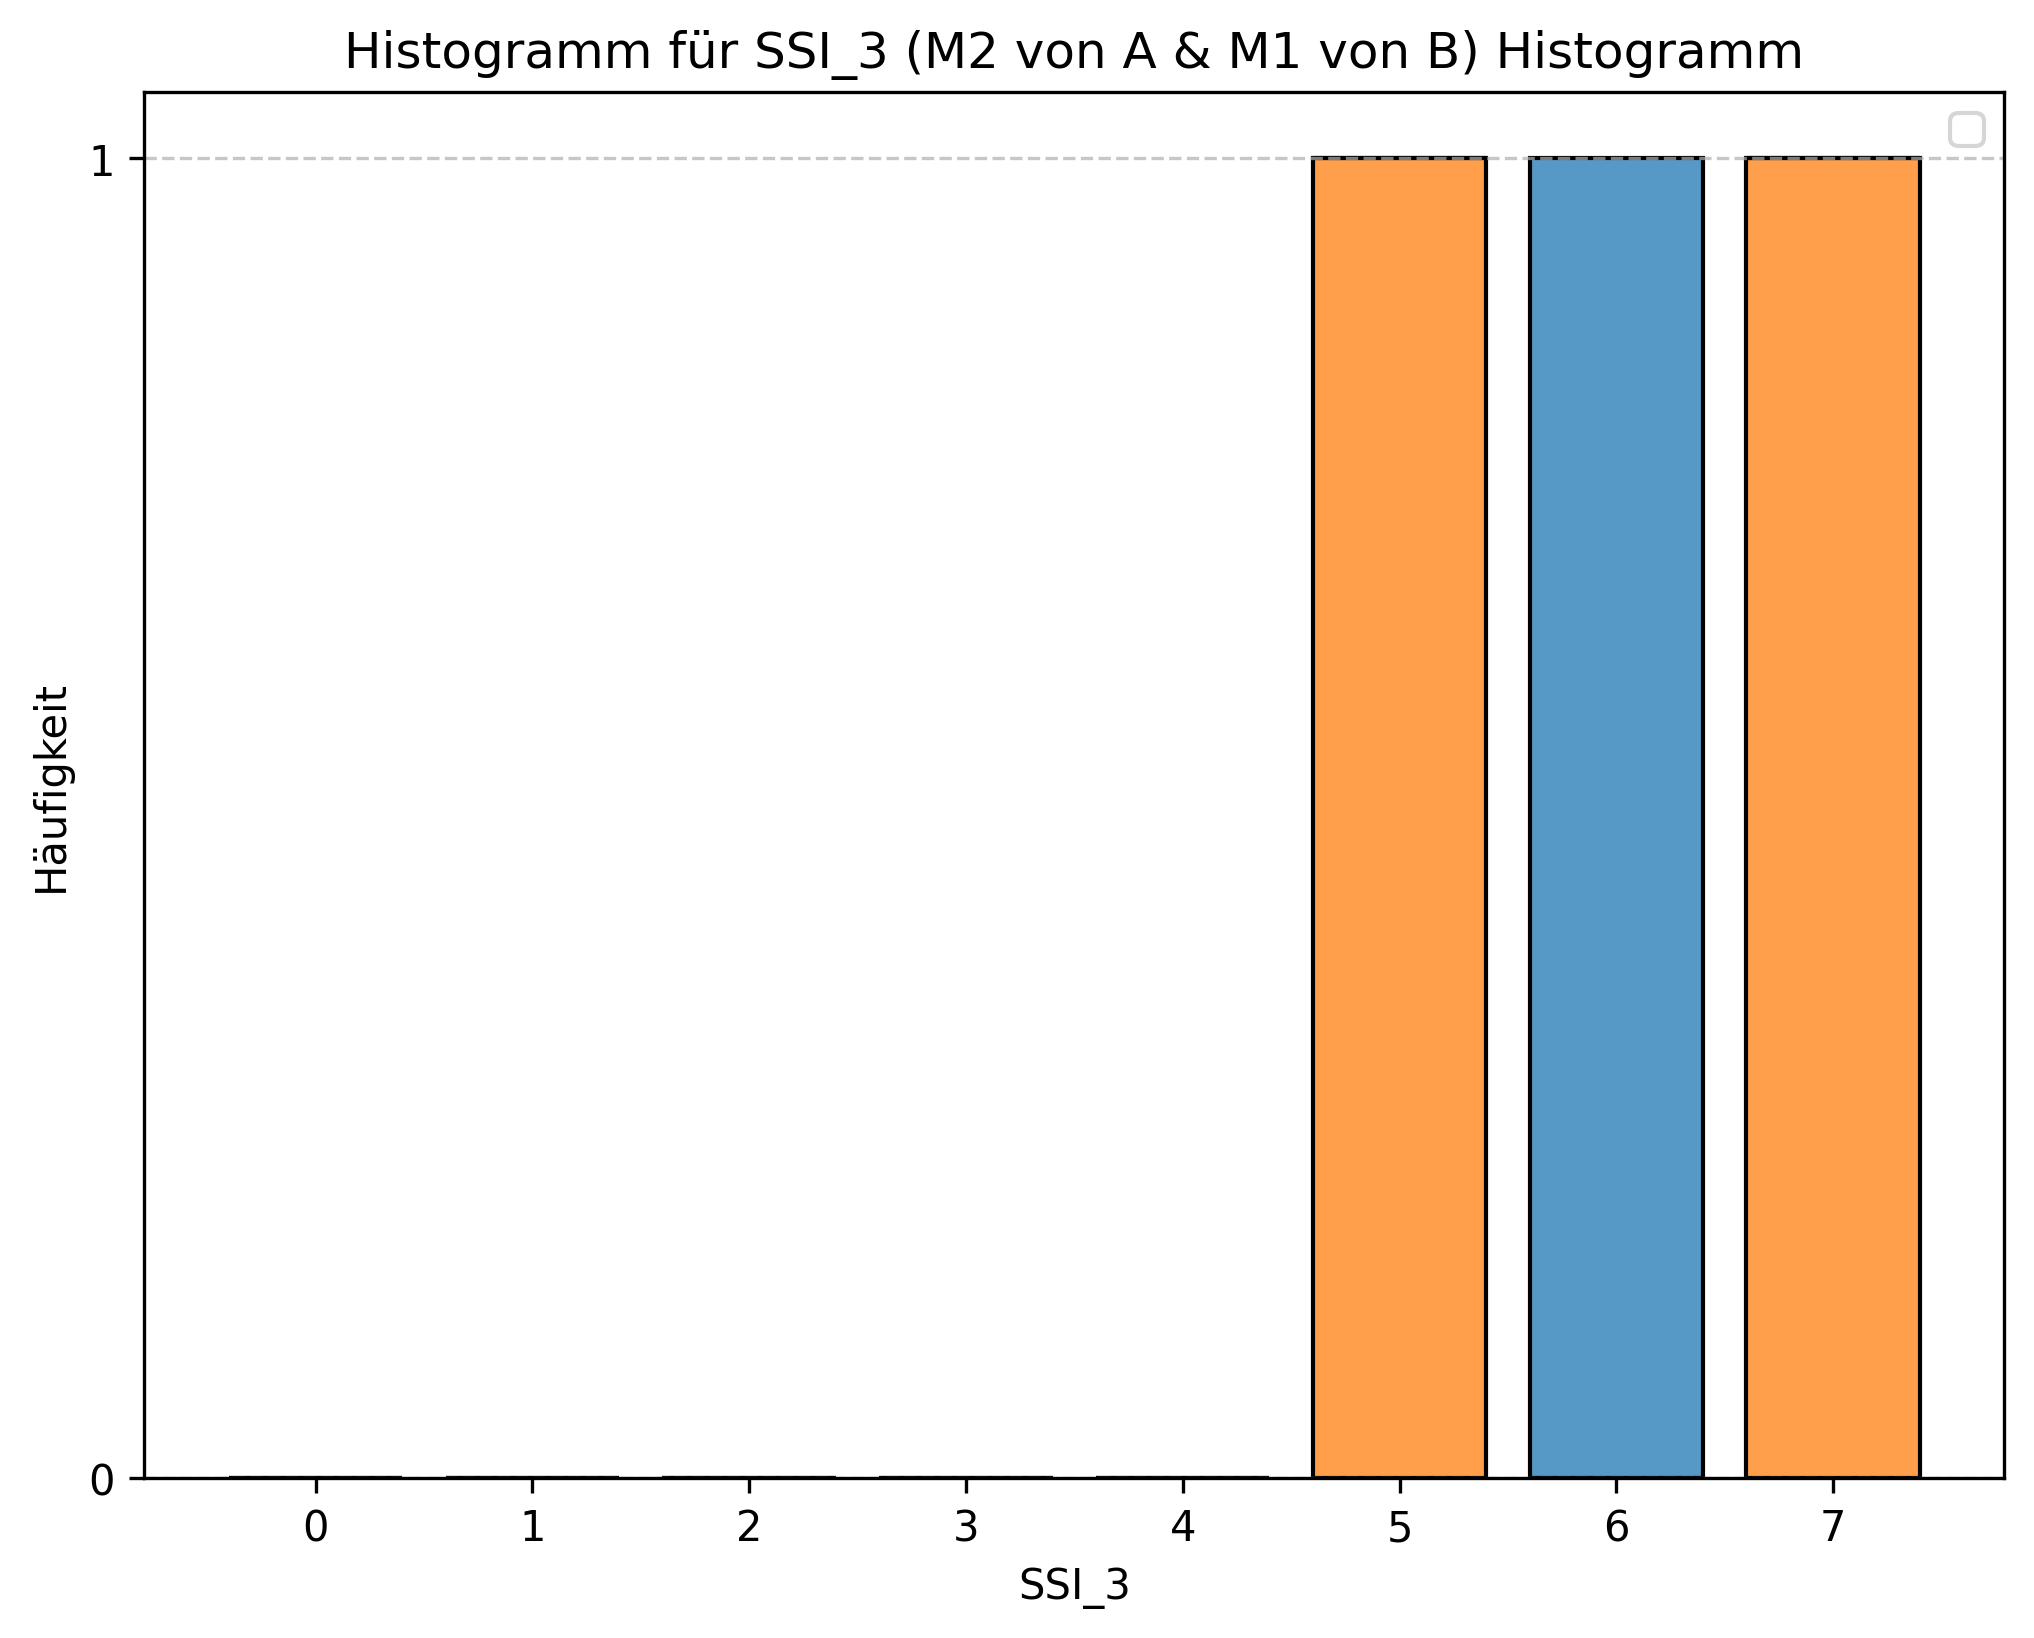 Histogramm für SSI_3 (M2 von A & M1 von B) Histogramm
1
0
Häufigkeit
0 1 2 3 4 5 6 7
SSI_3